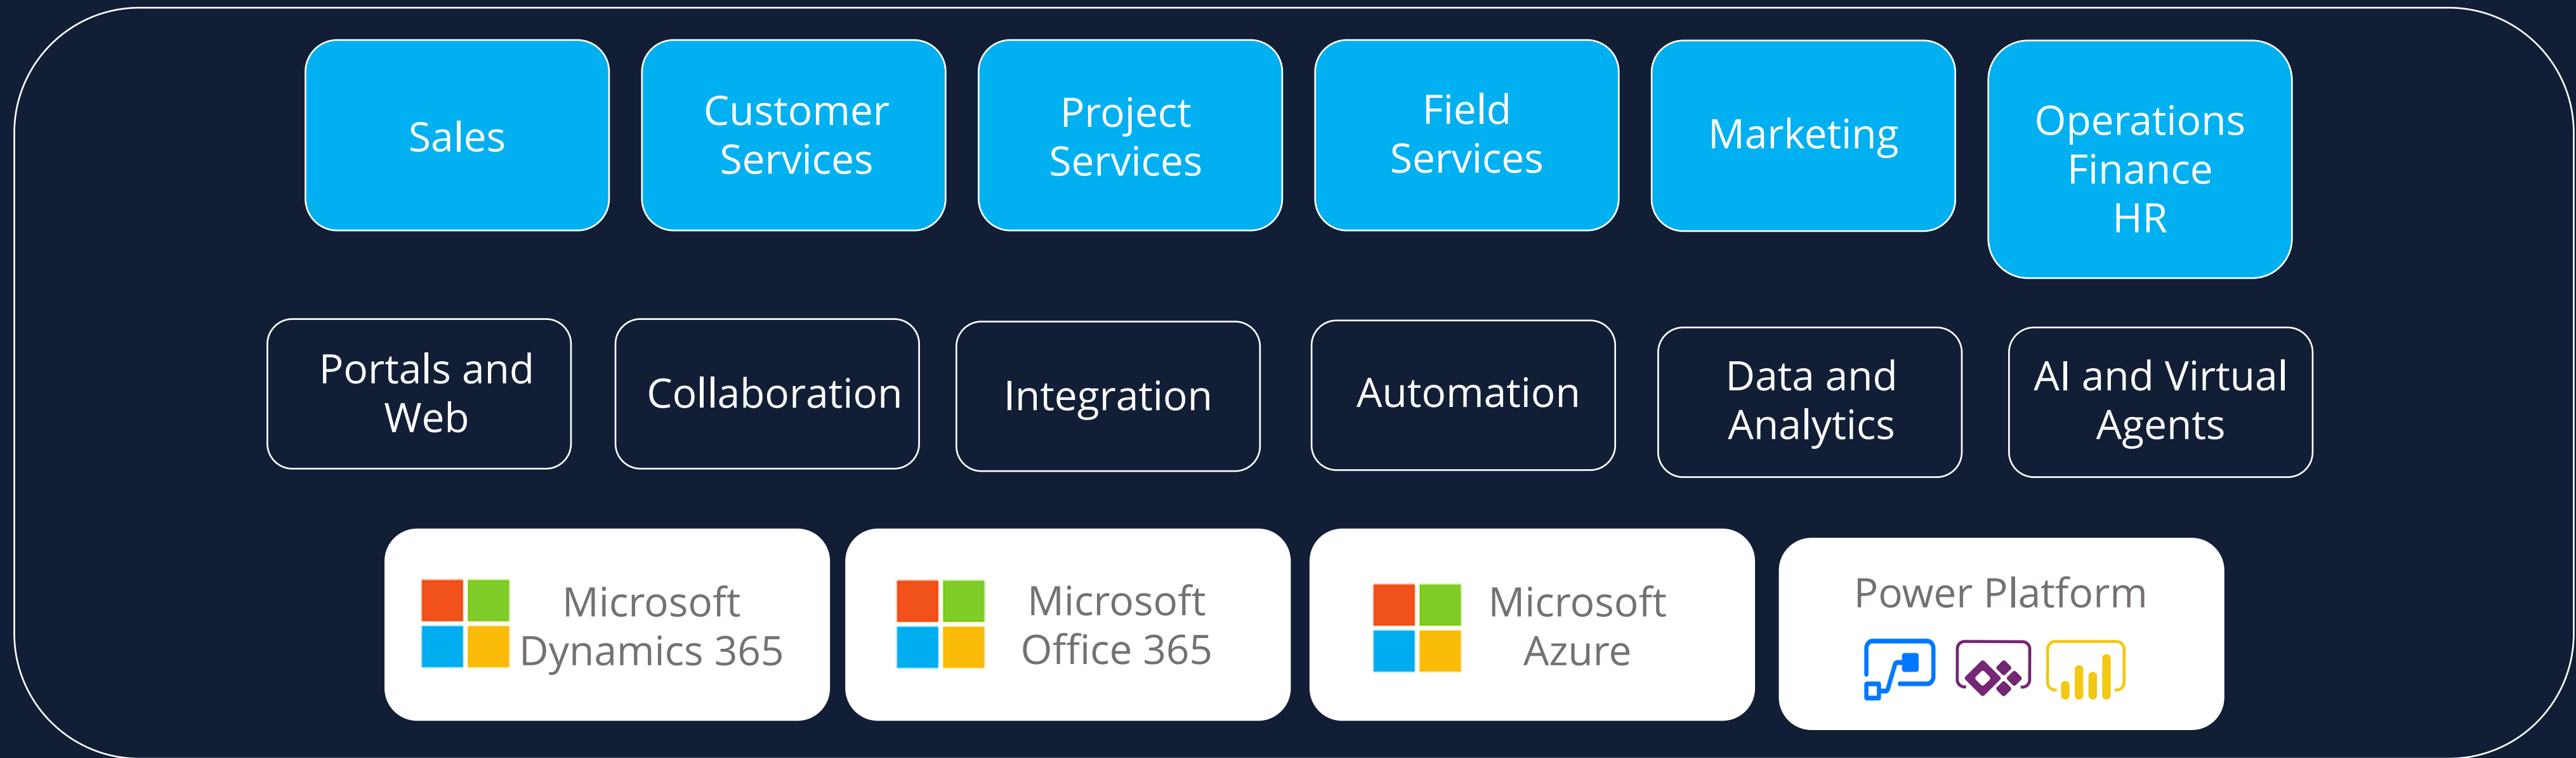 Sales
Customer
Services
Project
Services
Field
Services
Marketing
Operations
Finance
HR
Portals and
Web
Collaboration
Integration
Automation
Data and
Analytics
AI and Virtual
Agents
Microsoft
Dynamics 365
Microsoft
Office 365
Microsoft
Azure
Power Platform